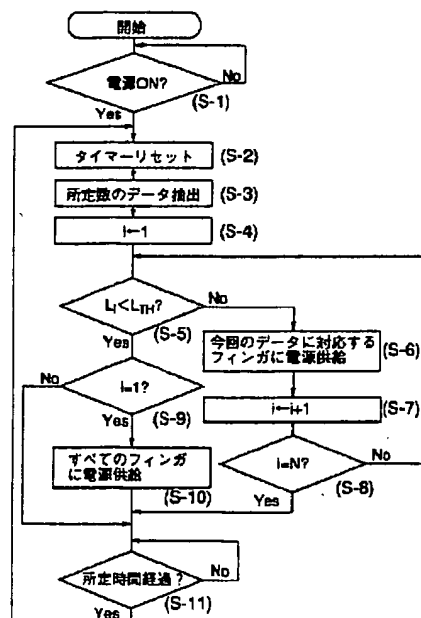 開始
電源ON?
No
(S-1)
Yes
タイマーリセット
(S-2)
所定数のデータ抽出
(S-3)
i←1
(S-4)
Li<LTH?
No
(S-5)
Yes
今回のデータに対応する
フィンガに電源供給
(S-6)
No
i=1?
i←i+1
(S-7)
Yes
(S-9)
すべてのフィンガ
に電源供給
i=N?
No
(S-10)
Yes
(S-8)
所定時間経過?
No
(S-11)
Yes